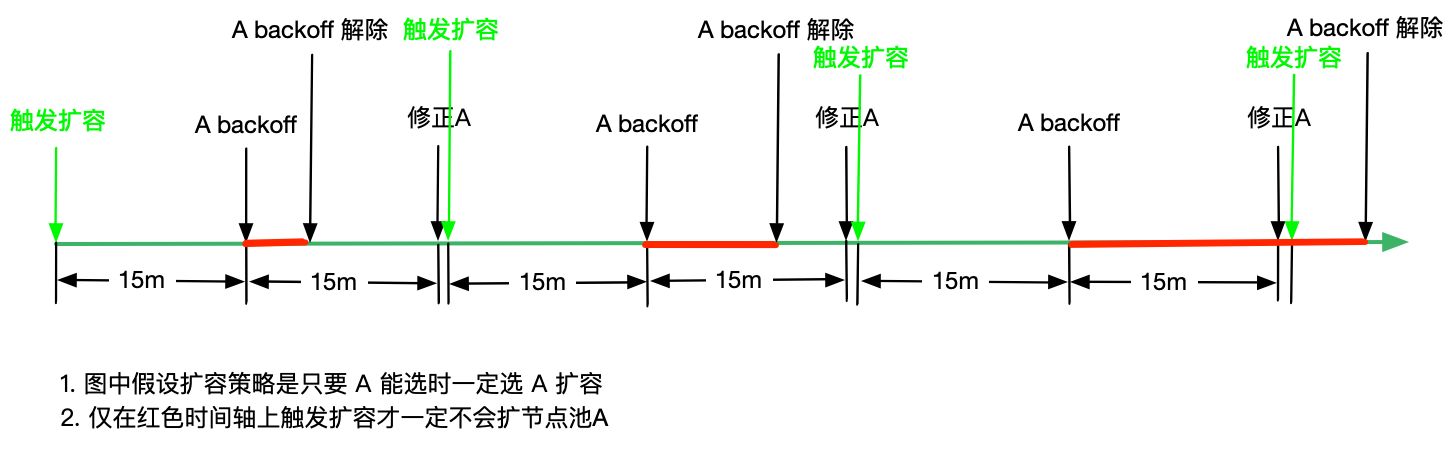 A backoff 解除
触发扩容
A backoff 解除
触发扩容
A backoff 解除
触发扩容
触发扩容
A backoff
修正A
A backoff
修正A
A backoff
修正A
15m
15m
15m
15m
15m
15m
1. 图中假设扩容策略是只要 A 能选时一定选 A 扩容
2. 仅在红色时间轴上触发扩容才一定不会扩节点池A